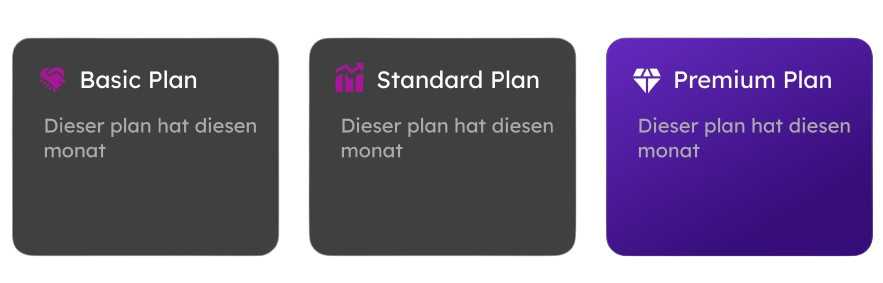 Basic Plan
Dieser plan hat diesen
monat
Standard Plan
Dieser plan hat diesen
monat
Premium Plan
Dieser plan hat diesen
monat